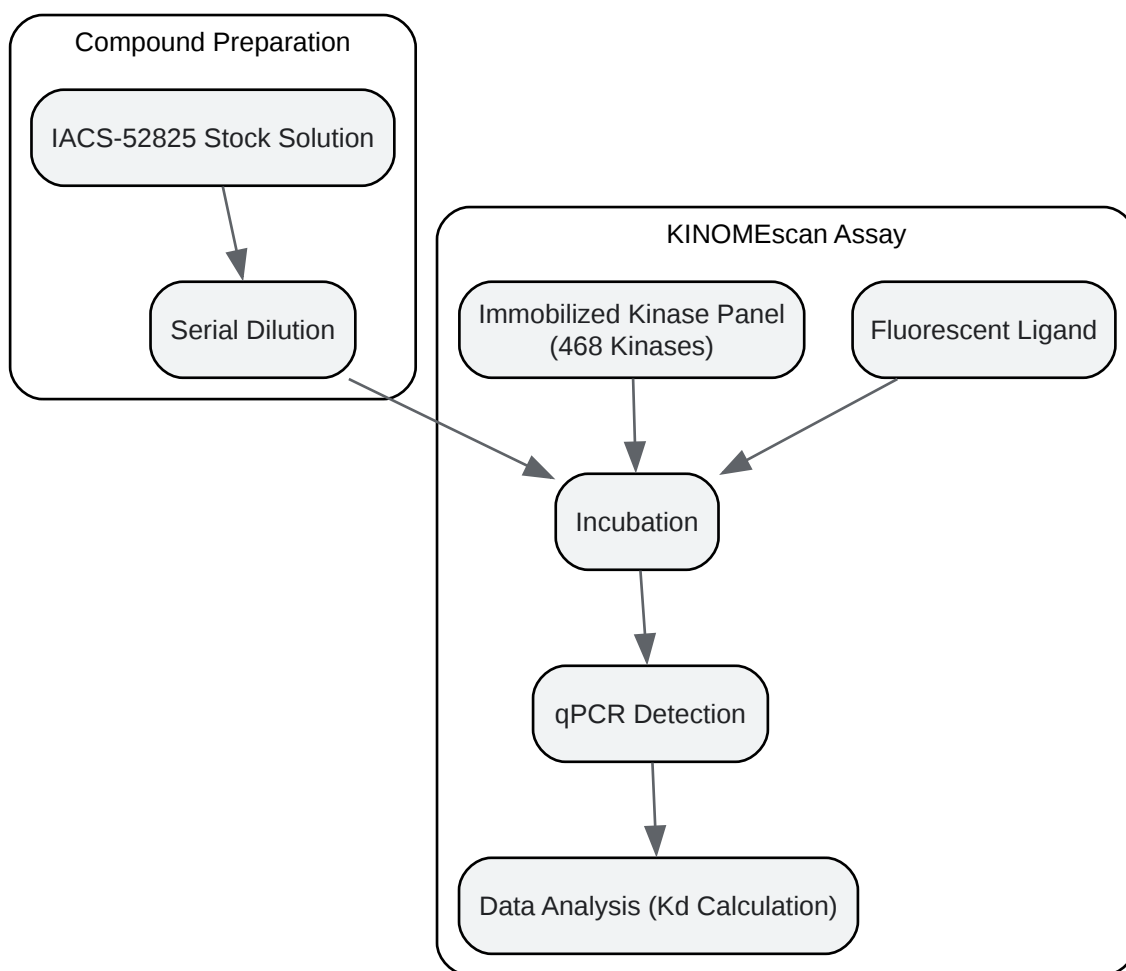 Compound Preparation
IACS-52825 Stock Solution
Serial Dilution
KINOMEscan Assay
Immobilized Kinase Panel
(468 Kinases)
Fluorescent Ligand
Incubation
qPCR Detection
Data Analysis (Kd Calculation)